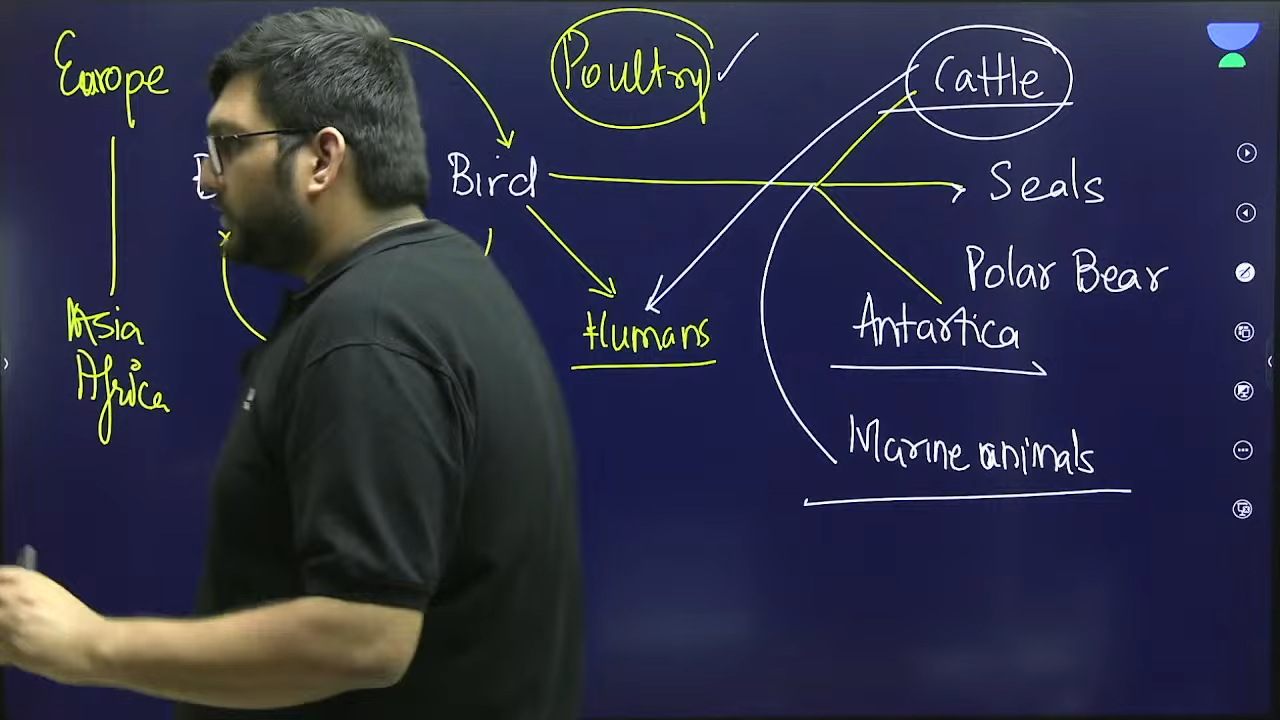 Europe
Poultry
Cattle
Bird
Seals
Polar Bear
Asia
Humans
Antartica
Africa
Marine animals